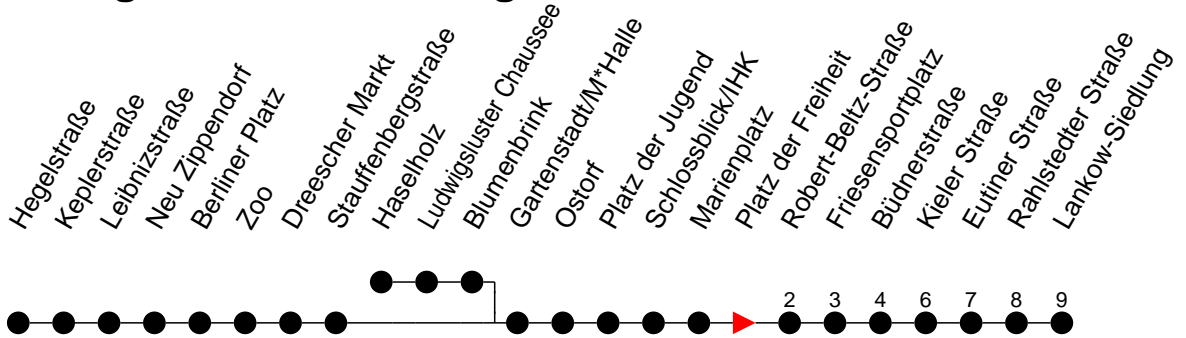 Hegelstraße
Keplerstraße
Leibnizstraße
Neu Zippendorf
Berliner Platz
Zoo
Dreescher Markt
Stauffenbergstraße
Haselholz
Ludwigsluster Chaussee
Blumenbrink
Gartenstadt/M*Halle
Ostorf
Platz der Jugend
Schlossblick/IHK
Marienplatz
Platz der Freiheit
Robert-Beltz-Straße
Friesensportplatz
Büdnerstraße
Kieler Straße
Eutiner Straße
Rahlstedter Straße
Lankow-Siedlung
2 3 4 6 7 8 9